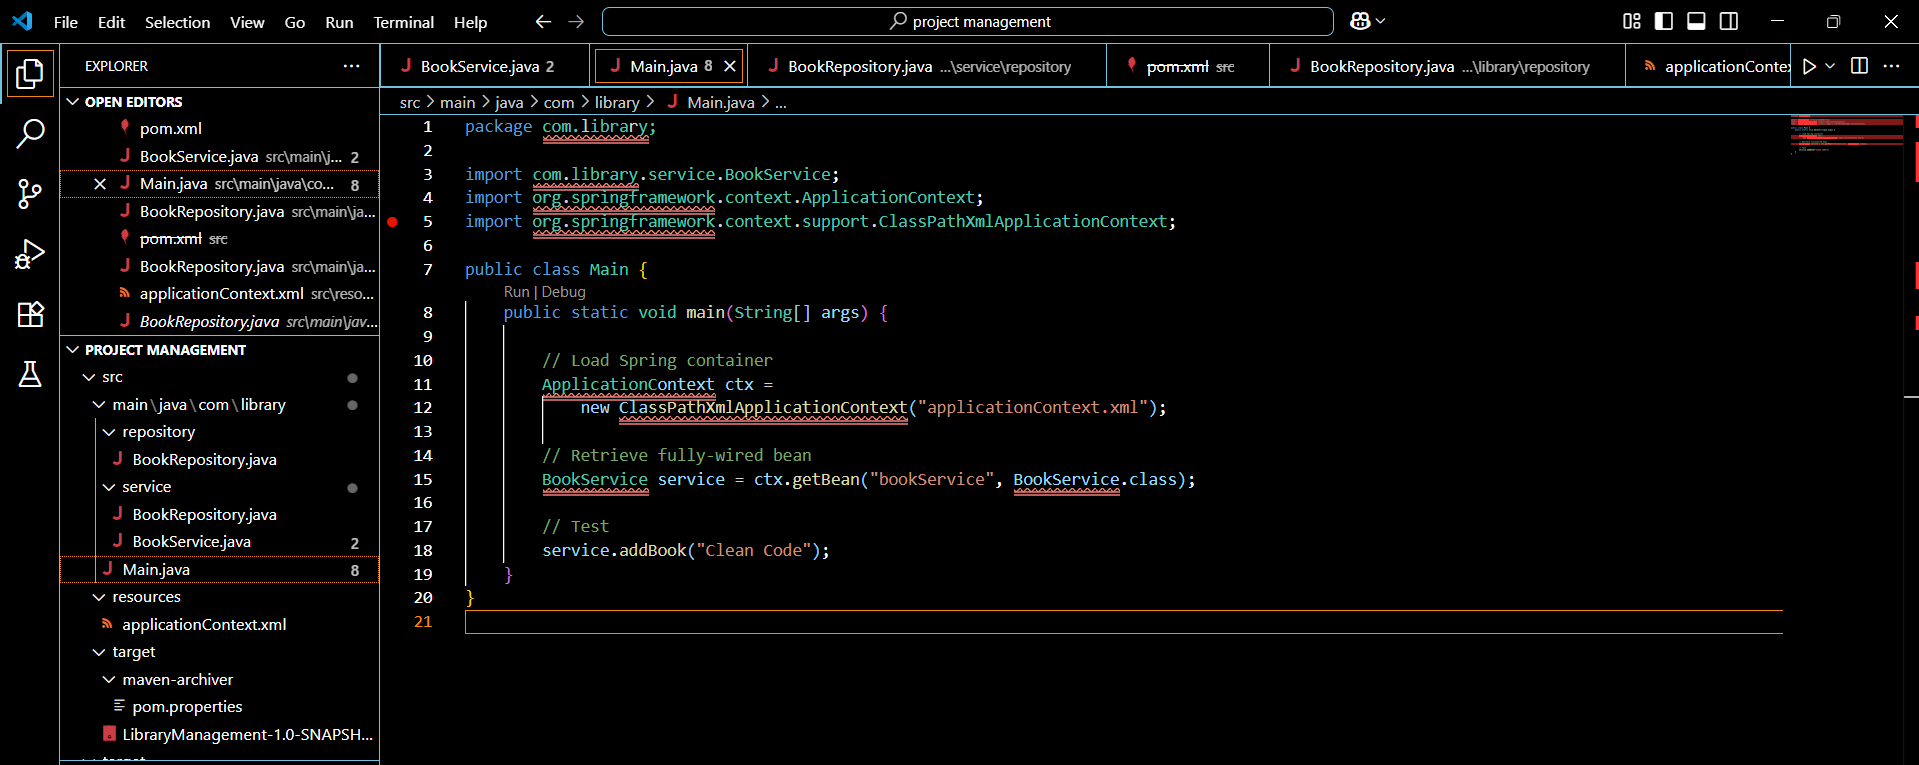 File Edit Selection View Go Run Terminal Help
project management
EXPLORER
OPEN EDITORS
pom.xml
BookService.java src\main\j... 2
Main.java src\main\java\co... 8
BookRepository.java src\main\ja...
pom.xml src
BookRepository.java src\main\ja...
applicationContext.xml src\reso...
BookRepository.java src\main\jav...
PROJECT MANAGEMENT
src
main\java\com\library
repository
BookRepository.java
service
BookRepository.java
BookService.java 2
Main.java 8
resources
applicationContext.xml
target
maven-archiver
pom.properties
LibraryManagement-1.0-SNAPSH...
target
BookService.java 2
Main.java 8
BookRepository.java ...\service\repository
pom.xml src
BookRepository.java ...\library\repository
applicationContex
src > main > java > com > library > Main.java > ...
1 package com.library;
2
3 import com.library.service.BookService;
4 import org.springframework.context.ApplicationContext;
5 import org.springframework.context.support.ClassPathXmlApplicationContext;
6
7 public class Main {
Run | Debug
8 public static void main(String[] args) {
9
10 // Load Spring container
11 ApplicationContext ctx =
12 new ClassPathXmlApplicationContext("applicationContext.xml");
13
14 // Retrieve fully-wired bean
15 BookService service = ctx.getBean("bookService", BookService.class);
16
17 // Test
18 service.addBook("Clean Code");
19 }
20 }
21